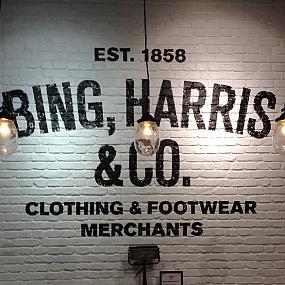 EST. 1858
BING, HARRIS
& CO.
CLOTHING & FOOTWEAR
MERCHANTS